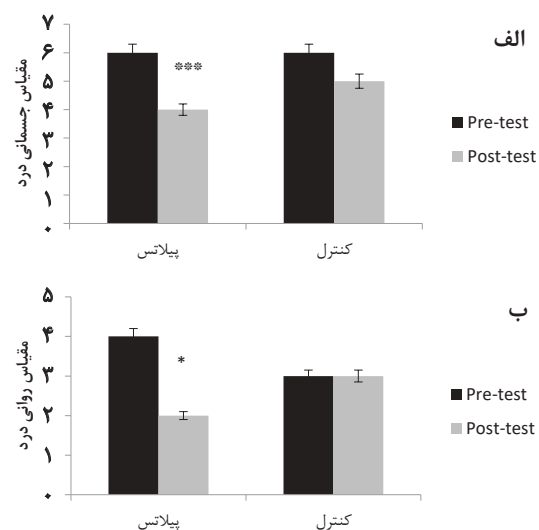 الف
مقیاس جسمانی درد
۷
۶
۵
۴
۳
۲
۱
۰
***
پیلاتس
کنترل
Pre-test
Post-test
ب
مقیاس روانی درد
۵
۴
۳
۲
۱
۰
*
پیلاتس
کنترل
Pre-test
Post-test